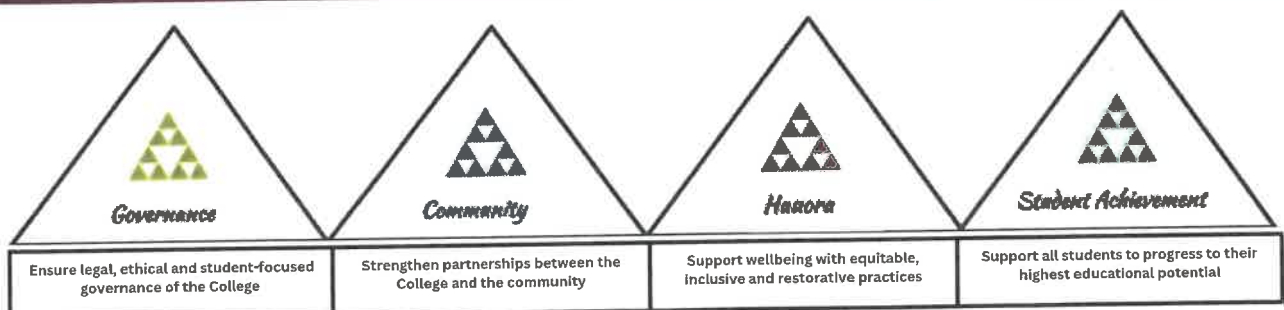 Governance
Community
Hauora
Student Achievement
Ensure legal, ethical and student-focused
governance of the College
Strengthen partnerships between the
College and the community
Support wellbeing with equitable,
inclusive and restorative practices
Support all students to progress to their
highest educational potential